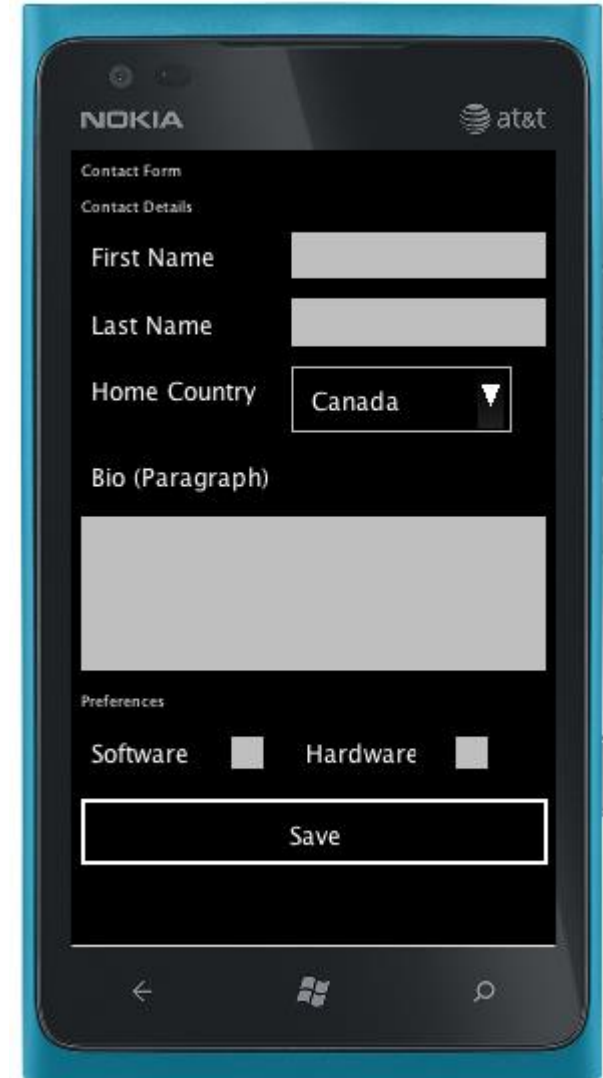 NOKIA
at&t
Contact Form
Contact Details
First Name
Last Name
Home Country
Canada
Bio (Paragraph)
Preferences
Software
Hardware
Save